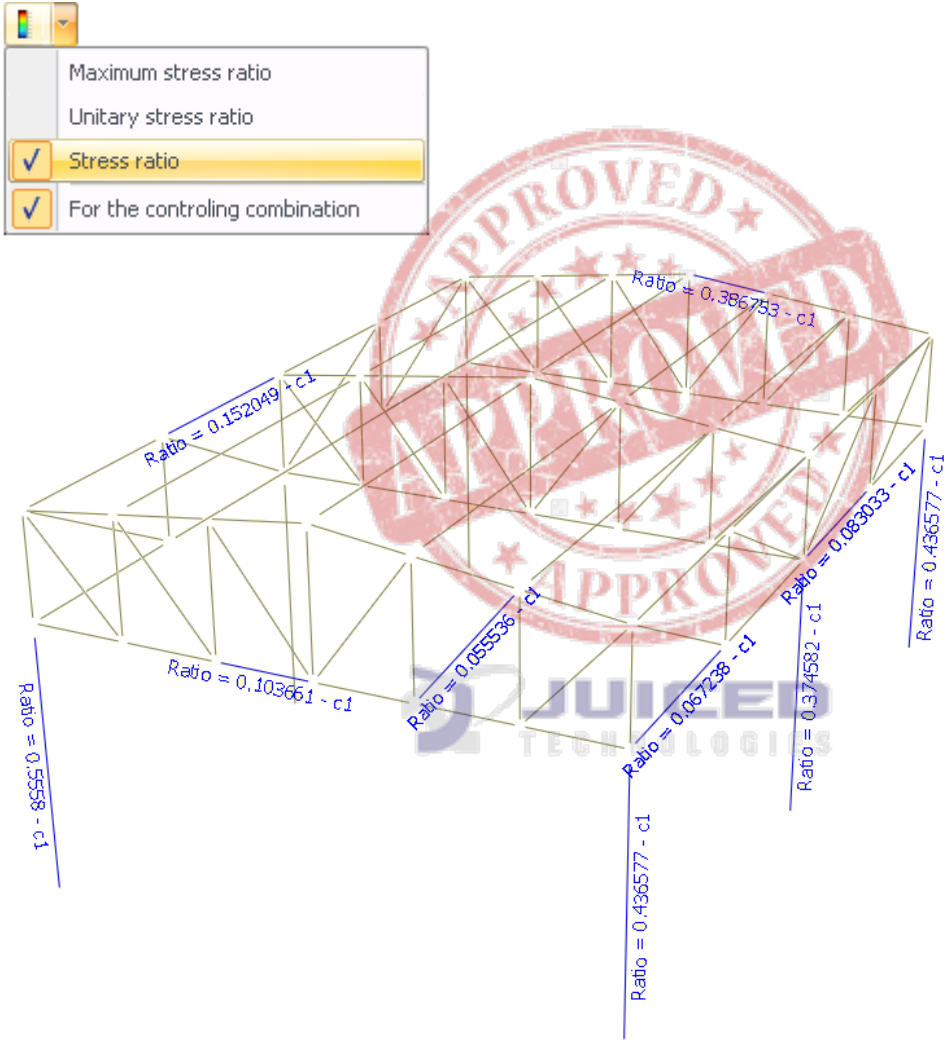 Maximum stress ratio
Unitary stress ratio
Stress ratio
For the controling combination
APPROVED
Ratio = 0.386753 - c1
Ratio = 0.152049 - c1
APPROVED
Ratio = 0.083033 - c1
Ratio = 0.436577 - c1
APPROVED
Ratio = 0.055536 - c1
Ratio = 0.374582 - c1
Ratio = 0.103661 - c1
Ratio = 0.067238 - c1
JUICED
TECHNOLOGIES
Ratio = 0.5558 - c1
Ratio = 0.436577 - c1